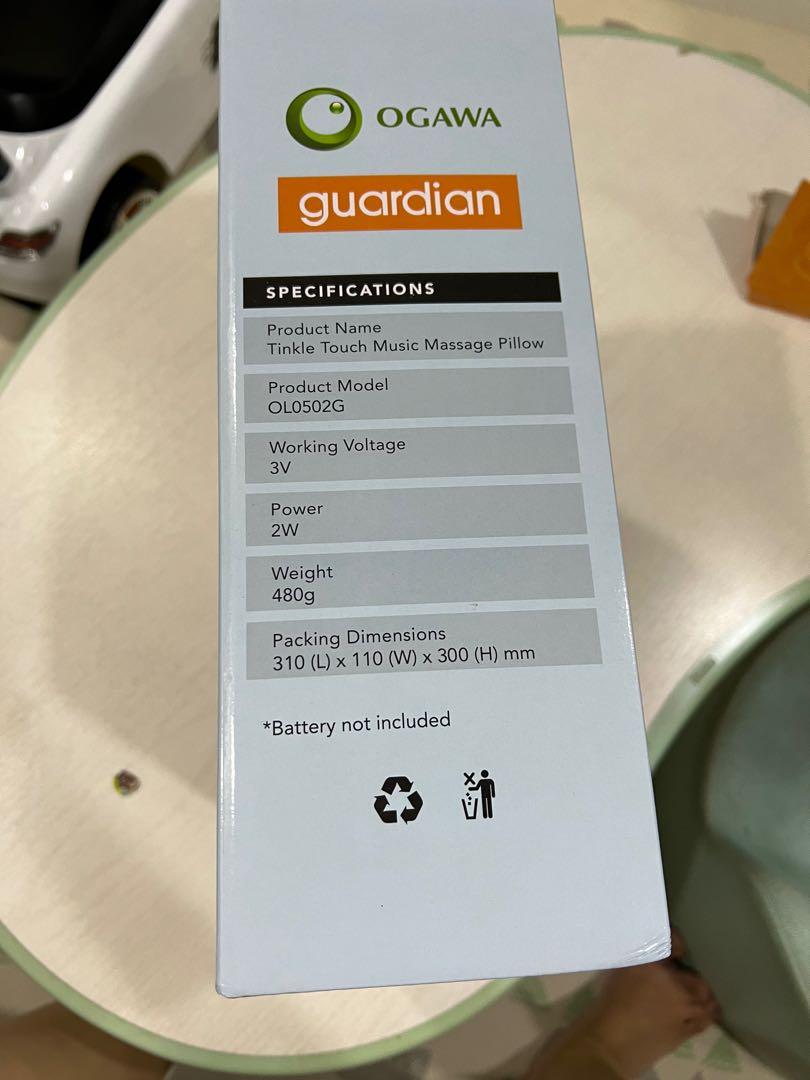 OGAWA
guardian
SPECIFICATIONS
Product Name
Tinkle Touch Music Massage Pillow
Product Model
OL0502G
Working Voltage
3V
Power
2W
Weight
480g
Packing Dimensions
310 (L) x 110 (W) x 300 (H) mm
*Battery not included